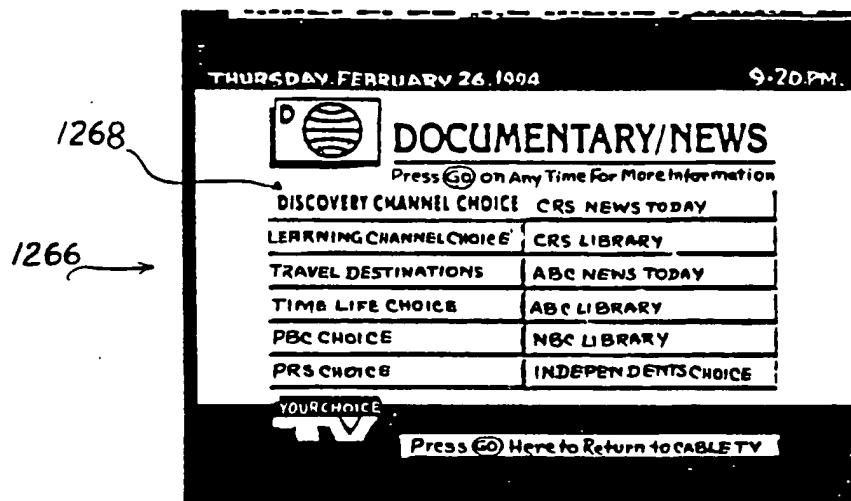 THURSDAY.FEBRUARY 26.1994 9.20.PM.
D
DOCUMENTARY/NEWS
Press GO on Any Time For More Information
1268
DISCOVERY CHANNEL CHOICE CRS NEWS TODAY
LEARNING CHANNEL CHOICE CRS LIBRARY
1266
TRAVEL DESTINATIONS ABC NEWS TODAY
TIME LIFE CHOICE ABC LIBRARY
PBC CHOICE NBC LIBRARY
PRS CHOICE INDEPENDENTS CHOICE
YOUR CHOICE
TV
Press GO Here to Return to CABLE TV